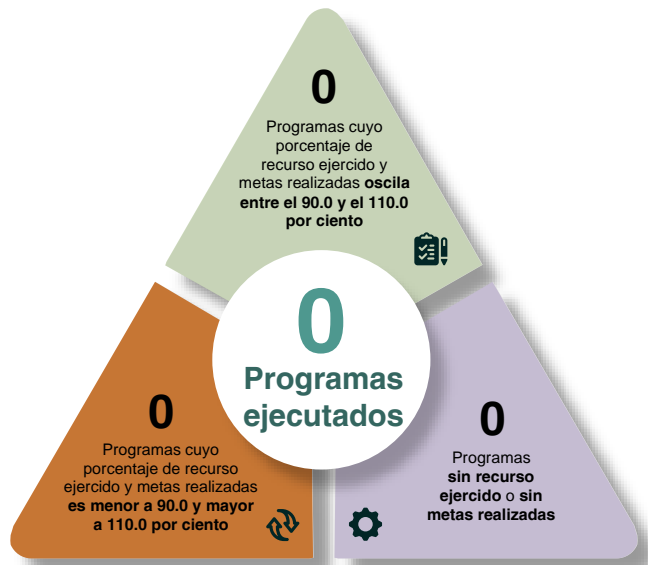 0
Programas cuyo
porcentaje de
recurso ejercido y
metas realizadas oscila
entre el 90.0 y el 110.0
por ciento
0
Programas
ejecutados
0
Programas cuyo
porcentaje de recurso
ejercido y metas realizadas
es menor a 90.0 y mayor
a 110.0 por ciento
0
Programas
sin recurso
ejercido o sin
metas realizadas